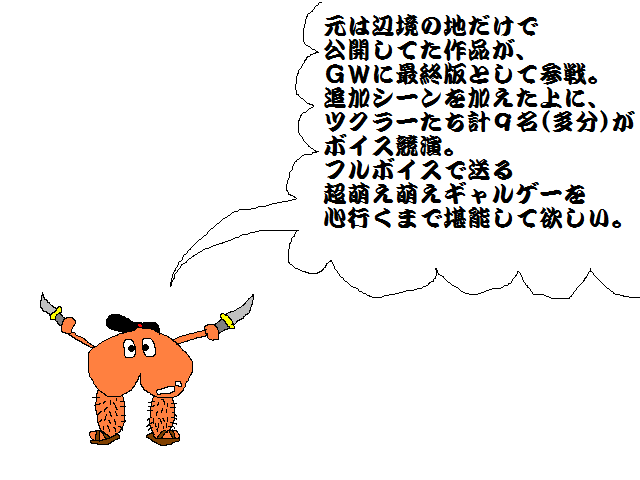 元は辺境の地だけで
公開してた作品が、
ＧＷに最終版として参戦。
追加シーンを加えた上に、
ツクラーたち計９名(多分)が
ボイス競演。
フルボイスで送る
超萌え萌えギャルゲーを
心行くまで堪能して欲しい。